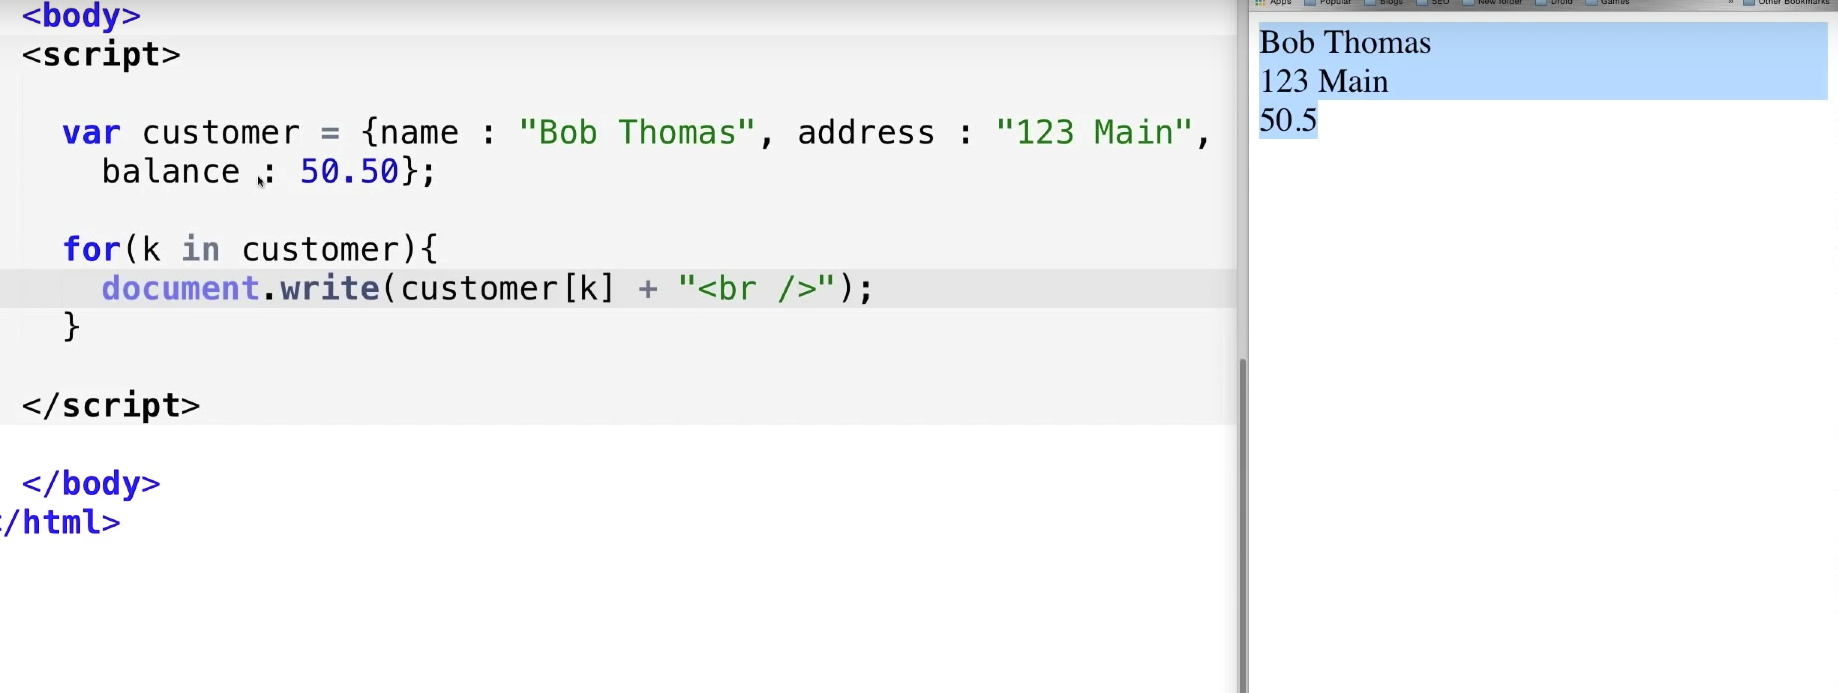 <body>
<script>
var customer = {name : "Bob Thomas", address : "123 Main",
balance : 50.50};
for(k in customer){
document.write(customer[k] + "<br />");
}
</script>
</body>
/html>
Apps Popular Blogs SEO New folder Droid Games » Other Bookmarks
Bob Thomas
123 Main
50.5